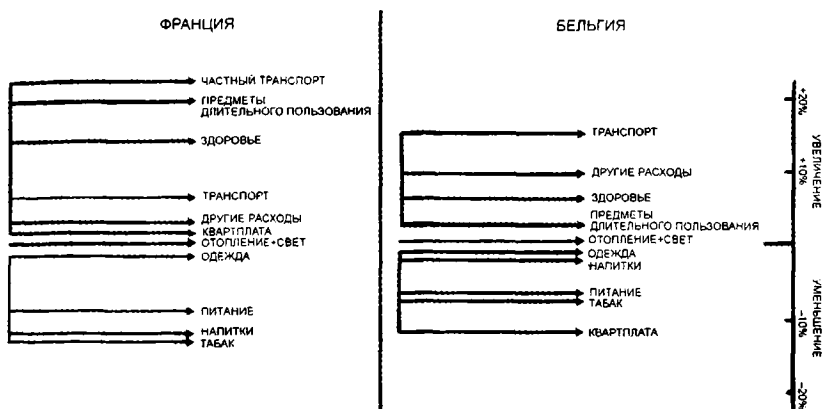 ФРАНЦИЯ
ЧАСТНЫЙ ТРАНСПОРТ
ПРЕДМЕТЫ
ДЛИТЕЛЬНОГО ПОЛЬЗОВАНИЯ
ЗДОРОВЬЕ
ТРАНСПОРТ
ДРУГИЕ РАСХОДЫ
КВАРТПЛАТА
ОТОПЛЕНИЕ+СВЕТ
ОДЕЖДА
ПИТАНИЕ
НАПИТКИ
ТАБАК
БЕЛЬГИЯ
ТРАНСПОРТ
ДРУГИЕ РАСХОДЫ
ЗДОРОВЬЕ
ПРЕДМЕТЫ
ДЛИТЕЛЬНОГО ПОЛЬЗОВАНИЯ
ОТОПЛЕНИЕ+СВЕТ
ОДЕЖДА
НАПИТКИ
ПИТАНИЕ
ТАБАК
КВАРТПЛАТА
+20%
+10%
-10%
-20%
УВЕЛИЧЕНИЕ
УМЕНЬШЕНИЕ